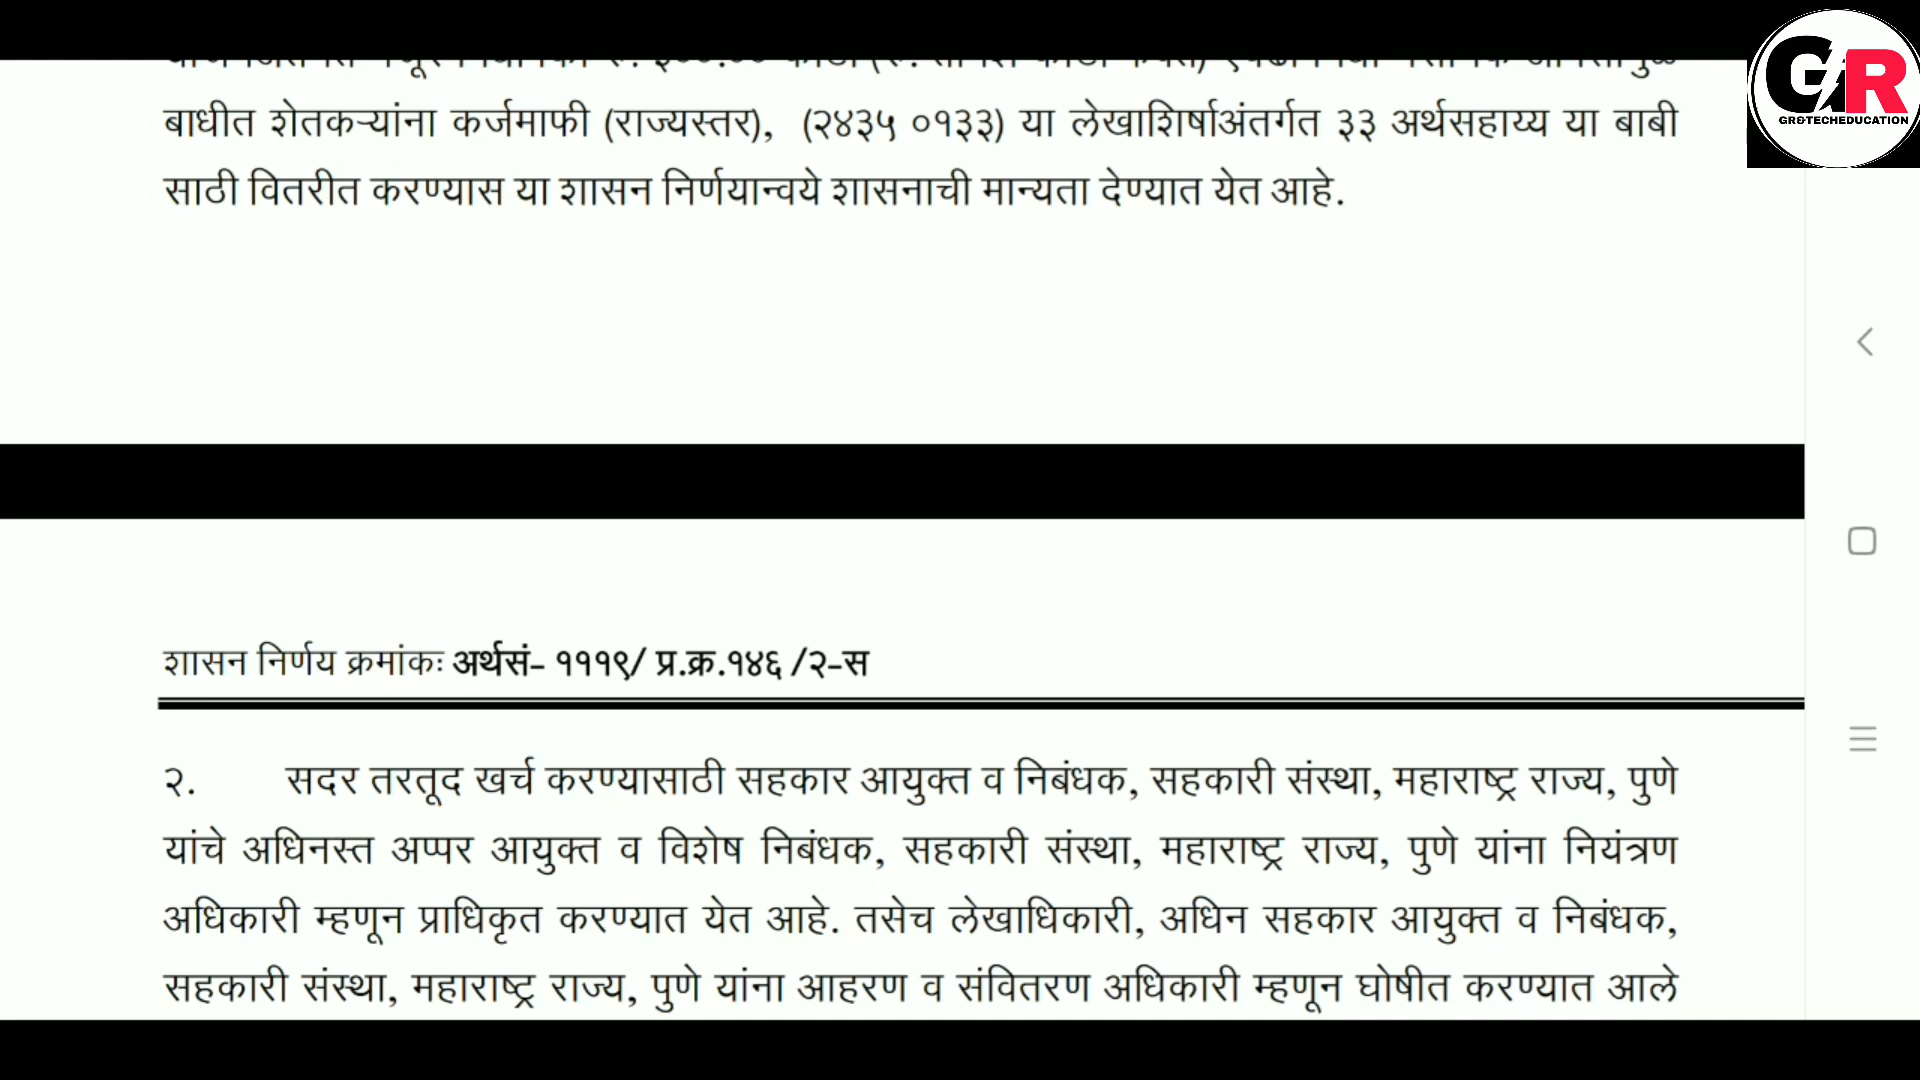 GR
GR&TECHEDUCATION
बाधीत शेतकऱ्यांना कर्जमाफी (राज्यस्तर), (२४३५ ०१३३) या लेखाशिर्षाअंतर्गत ३३ अर्थसहाय्य या बाबी
साठी वितरीत करण्यास या शासन निर्णयान्वये शासनाची मान्यता देण्यात येत आहे.
शासन निर्णय क्रमांकः अर्थसं- १११९/ प्र.क्र.१४६ /२-स
२. सदर तरतूद खर्च करण्यासाठी सहकार आयुक्त व निबंधक, सहकारी संस्था, महाराष्ट्र राज्य, पुणे
यांचे अधिनस्त अप्पर आयुक्त व विशेष निबंधक, सहकारी संस्था, महाराष्ट्र राज्य, पुणे यांना नियंत्रण
अधिकारी म्हणून प्राधिकृत करण्यात येत आहे. तसेच लेखाधिकारी, अधिन सहकार आयुक्त व निबंधक,
सहकारी संस्था, महाराष्ट्र राज्य, पुणे यांना आहरण व संवितरण अधिकारी म्हणून घोषीत करण्यात आले